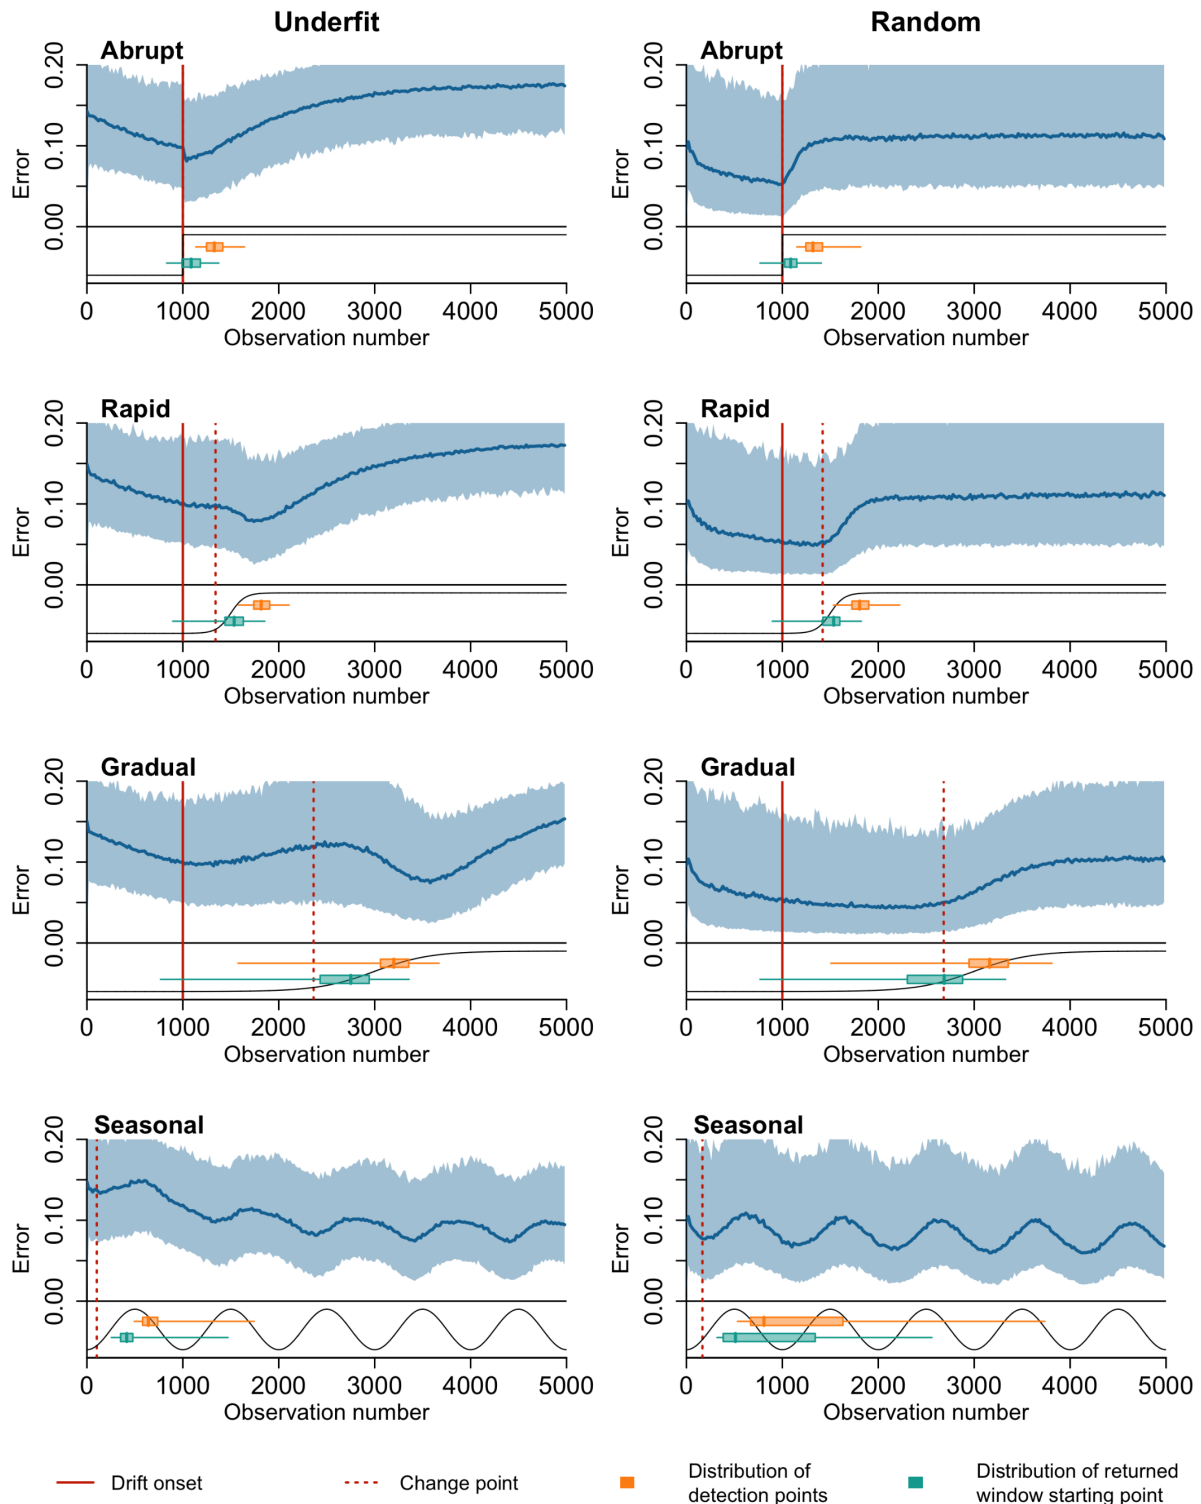 Underfit
Random
Abrupt
Abrupt
0.20
0.10
0.00
Error
0 1000 2000 3000 4000 5000
Observation number
0.20
0.10
0.00
Error
0 1000 2000 3000 4000 5000
Observation number
Rapid
Rapid
0.20
0.10
0.00
Error
0 1000 2000 3000 4000 5000
Observation number
0.20
0.10
0.00
Error
0 1000 2000 3000 4000 5000
Observation number
Gradual
Gradual
0.20
0.10
0.00
Error
0 1000 2000 3000 4000 5000
Observation number
0.20
0.10
0.00
Error
0 1000 2000 3000 4000 5000
Observation number
Seasonal
Seasonal
0.20
0.10
0.00
Error
0 1000 2000 3000 4000 5000
Observation number
0.20
0.10
0.00
Error
0 1000 2000 3000 4000 5000
Observation number
Drift onset
Change point
Distribution of
detection points
Distribution of returned
window starting point